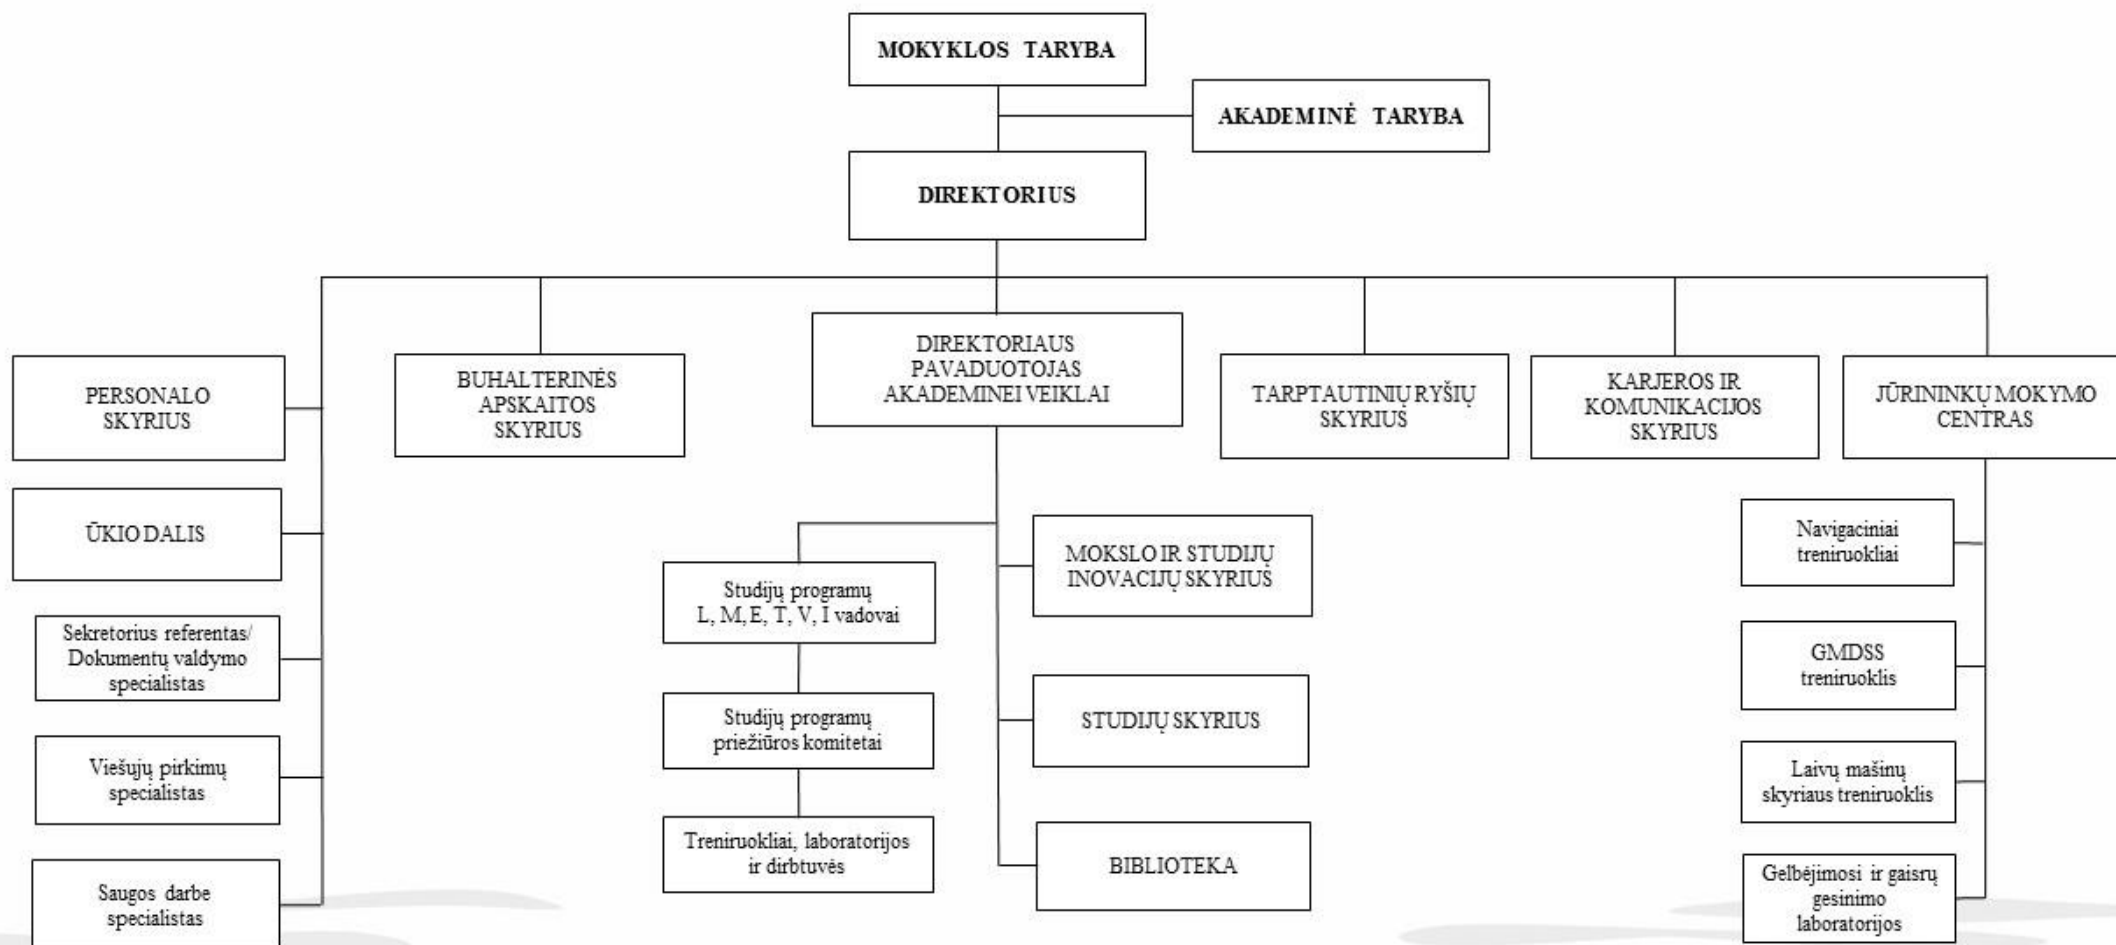 MOKYKLOS TARYBA
AKADEMINĖ TARYBA
DIREKTORIUS
PERSONALO
SKYRIUS
BUHALTERINĖS
APSKAITOS
SKYRIUS
DIREKTORIAUS
PAVADUOTOJAS
AKADEMINEI VEIKLAI
TARPTAUTINIŲ RYŠIŲ
SKYRIUS
KARJEROS IR
KOMUNIKACIJOS
SKYRIUS
JŪRININKŲ MOKYMO
CENTRAS
ŪKIO DALIS
Sekretorius referentas/
Dokumentų valdymo
specialistas
Viešųjų pirkimų
specialistas
Saugos darbe
specialistas
Studijų programų
L, M, E, T, V, I vadovai
Studijų programų
priežiūros komitetai
Treniruokliai, laboratorijos
ir dirbtuvės
MOKSLO IR STUDIJŲ
INOVACIJŲ SKYRIUS
STUDIJŲ SKYRIUS
BIBLIOTEKA
Navigaciniai
treniruokliai
GMDSS
treniruoklis
Laivų mašinų
skyriaus treniruoklis
Gelbėjimosi ir gaisrų
gesinimo
laboratorijos